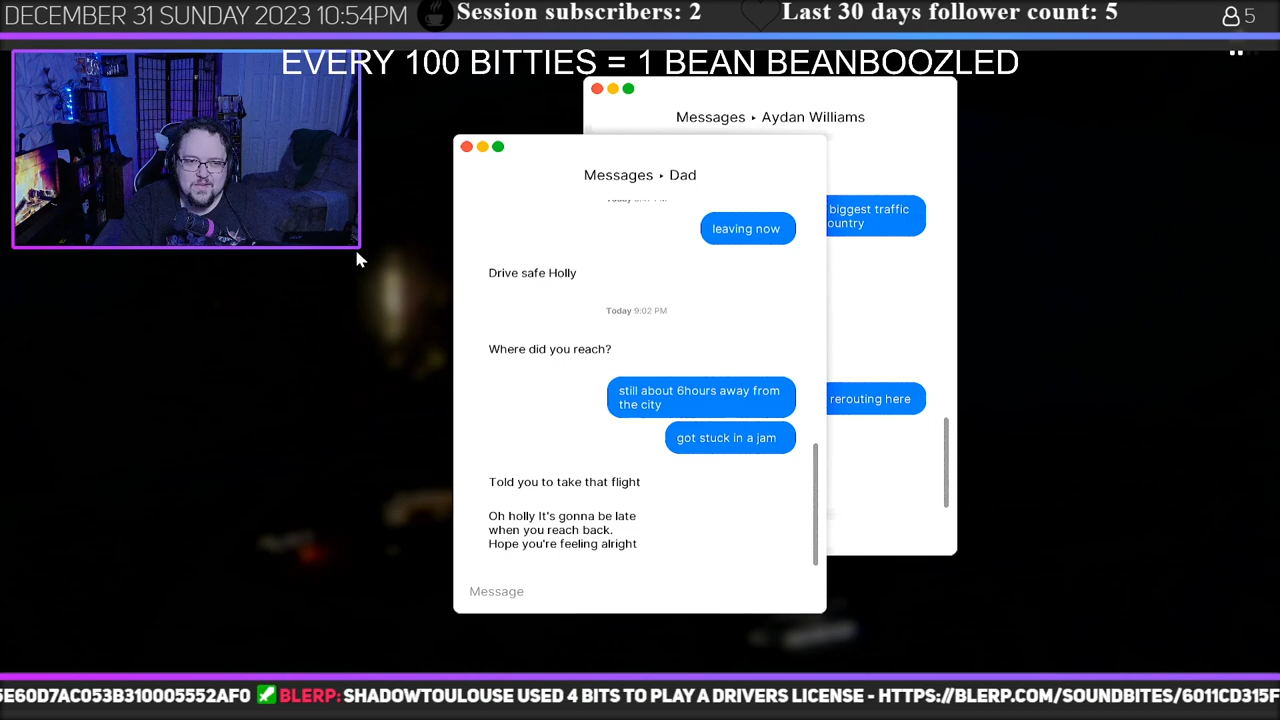 DECEMBER 31 SUNDAY 2023 10:54PM
Session subscribers: 2
Last 30 days follower count: 5
5
EVERY 100 BITTIES = 1 BEAN BEANBOOZLED
Messages ▸ Aydan Williams
biggest traffic
ountry
rerouting here
Messages ▸ Dad
leaving now
Drive safe Holly
Today 9:02 PM
Where did you reach?
still about 6hours away from
the city
got stuck in a jam
Told you to take that flight
Oh holly It's gonna be late
when you reach back.
Hope you're feeling alright
Message
5E60D7AC053B310005552AF0 BLERP: SHADOWTOULOUSE USED 4 BITS TO PLAY A DRIVERS LICENSE - HTTPS://BLERP.COM/SOUNDBITES/6011CD315F